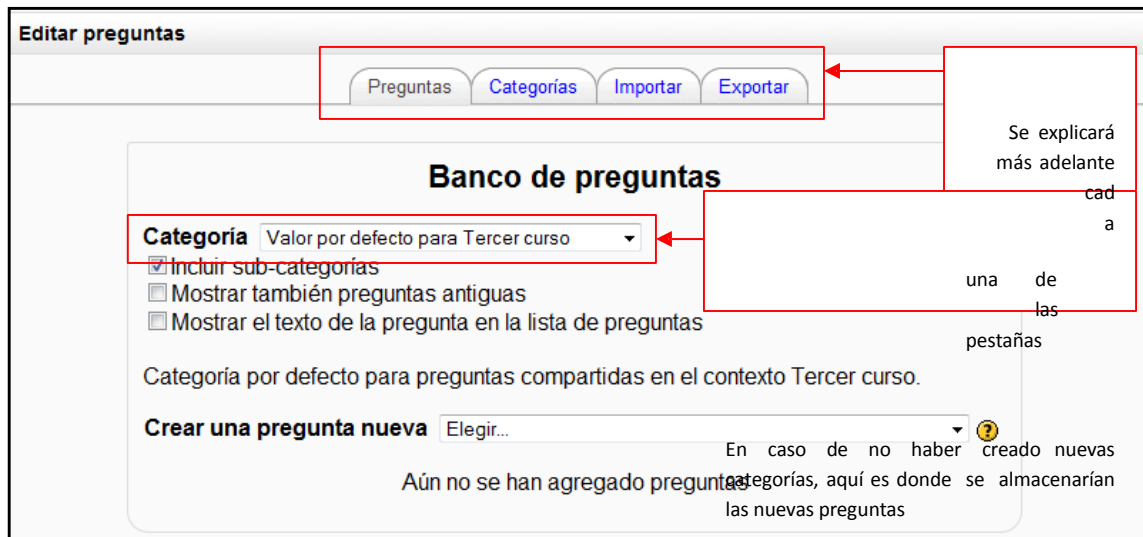 Editar preguntas
Preguntas Categorías Importar Exportar
Se explicará
más adelante
cad
a
una de
las
pestañas
Banco de preguntas
Categoría Valor por defecto para Tercer curso
Incluir sub-categorías
Mostrar también preguntas antiguas
Mostrar el texto de la pregunta en la lista de preguntas
Categoría por defecto para preguntas compartidas en el contexto Tercer curso.
Crear una pregunta nueva Elegir... ?
Aún no se han agregado preguntas
En caso de no haber creado nuevas
categorías, aquí es donde se almacenarían
las nuevas preguntas